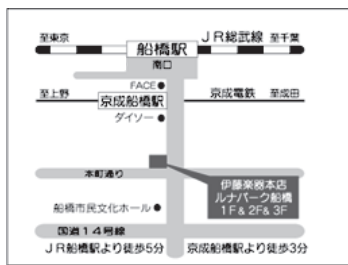 至東京 JR総武線 至千葉
船橋駅
南口
FACE
至上野 京成船橋駅 京成電鉄 至成田
ダイソー
本町通り
伊藤楽器本店
ルナパーク船橋
1F & 2F & 3F
船橋市民文化ホール
国道14号線
JR船橋駅より徒歩5分 京成船橋駅より徒歩3分